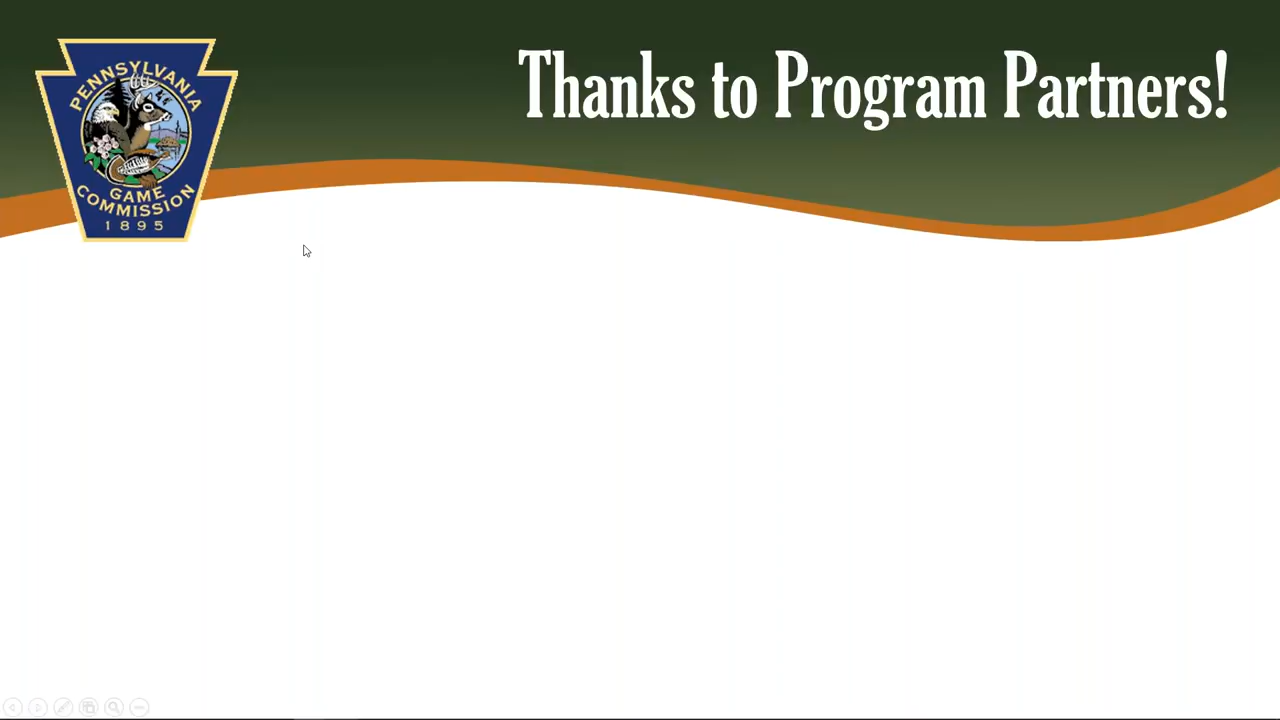 Thanks to Program Partners!
PENNSYLVANIA
GAME
COMMISSION
1895